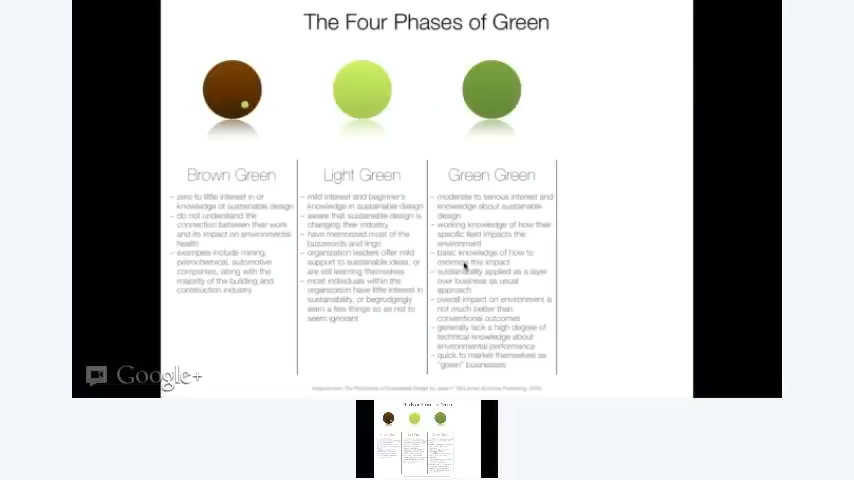 The Four Phases of Green
Brown Green
- zero to little interest in or
knowledge of sustainable design
- do not understand the
connection between their work
and its impact on environmental
health
- examples include mining,
petrochemical, automotive
companies, along with the
majority of the building and
construction industry
Light Green
- mild interest and beginner's
knowledge in sustainable design
- aware that sustainable design is
changing their industry
- have memorized most of the
buzzwords and lingo
- organization leaders offer mild
support to sustainable ideas, or
are still learning themselves
- most individuals within the
organization have little interest in
sustainability, or begrudgingly
learn a few things so as not to
seem ignorant
Green Green
- moderate to serious interest and
knowledge about sustainable
design
- working knowledge of how their
specific field impacts the
environment
- basic knowledge of how to
minimize this impact
- sustainability applied as a layer
over business as usual
approach
- overall impact on environment is
not much better than
conventional outcomes
- generally lack a high degree of
technical knowledge about
environmental performance
- quick to market themselves as
"green" businesses
Google+